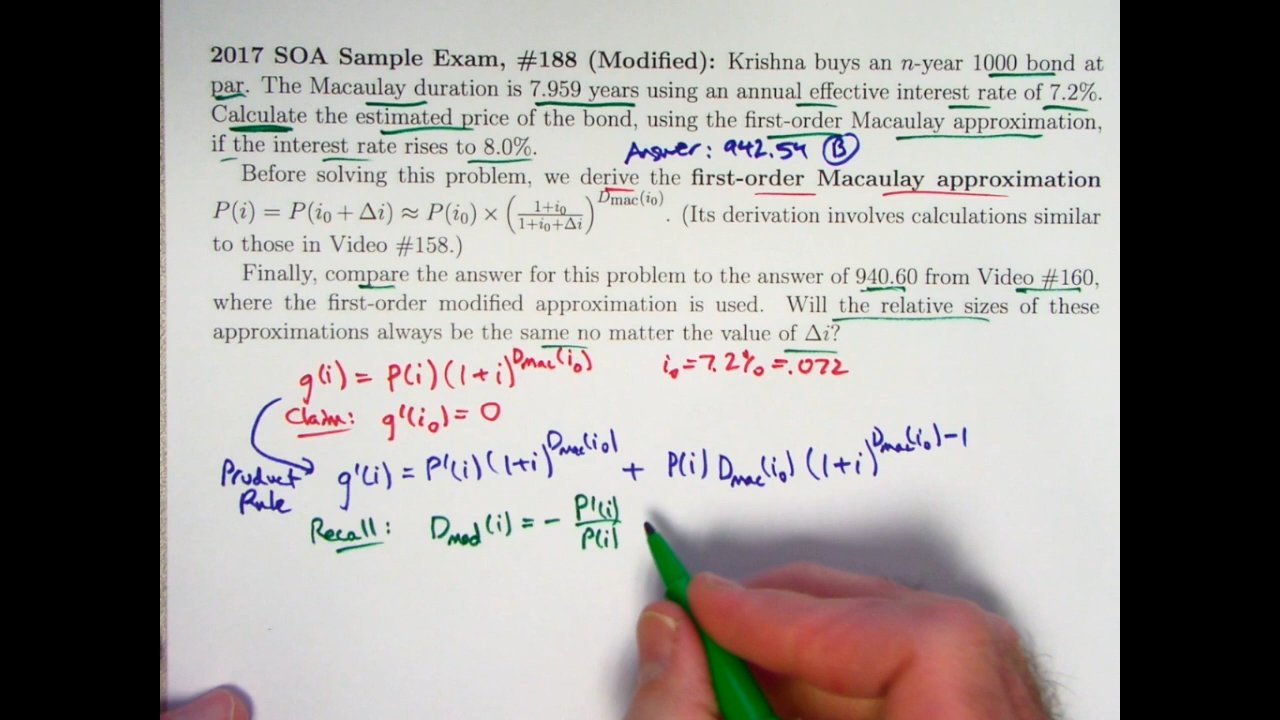 2017 SOA Sample Exam, #188 (Modified): Krishna buys an n-year 1000 bond at
par. The Macaulay duration is 7.959 years using an annual effective interest rate of 7.2%.
Calculate the estimated price of the bond, using the first-order Macaulay approximation,
if the interest rate rises to 8.0%. Answer: 942.54 (B)
Before solving this problem, we derive the first-order Macaulay approximation
P(i) = P(i₀ + Δi) ≈ P(i₀) × ((1+i₀)/(1+i₀+Δi))^Dmac(i₀). (Its derivation involves calculations similar
to those in Video #158.)
Finally, compare the answer for this problem to the answer of 940.60 from Video #160,
where the first-order modified approximation is used. Will the relative sizes of these
approximations always be the same no matter the value of Δi?
g(i) = P(i)(1+i)^Dmac(i₀) i₀ = 7.2% = .072
Claim: g'(i₀) = 0
Product Rule g'(i) = P'(i)(1+i)^Dmac(i₀) + P(i) Dmac(i₀)(1+i)^Dmac(i₀)-1
Recall: Dmod(i) = - P'(i)/P(i)